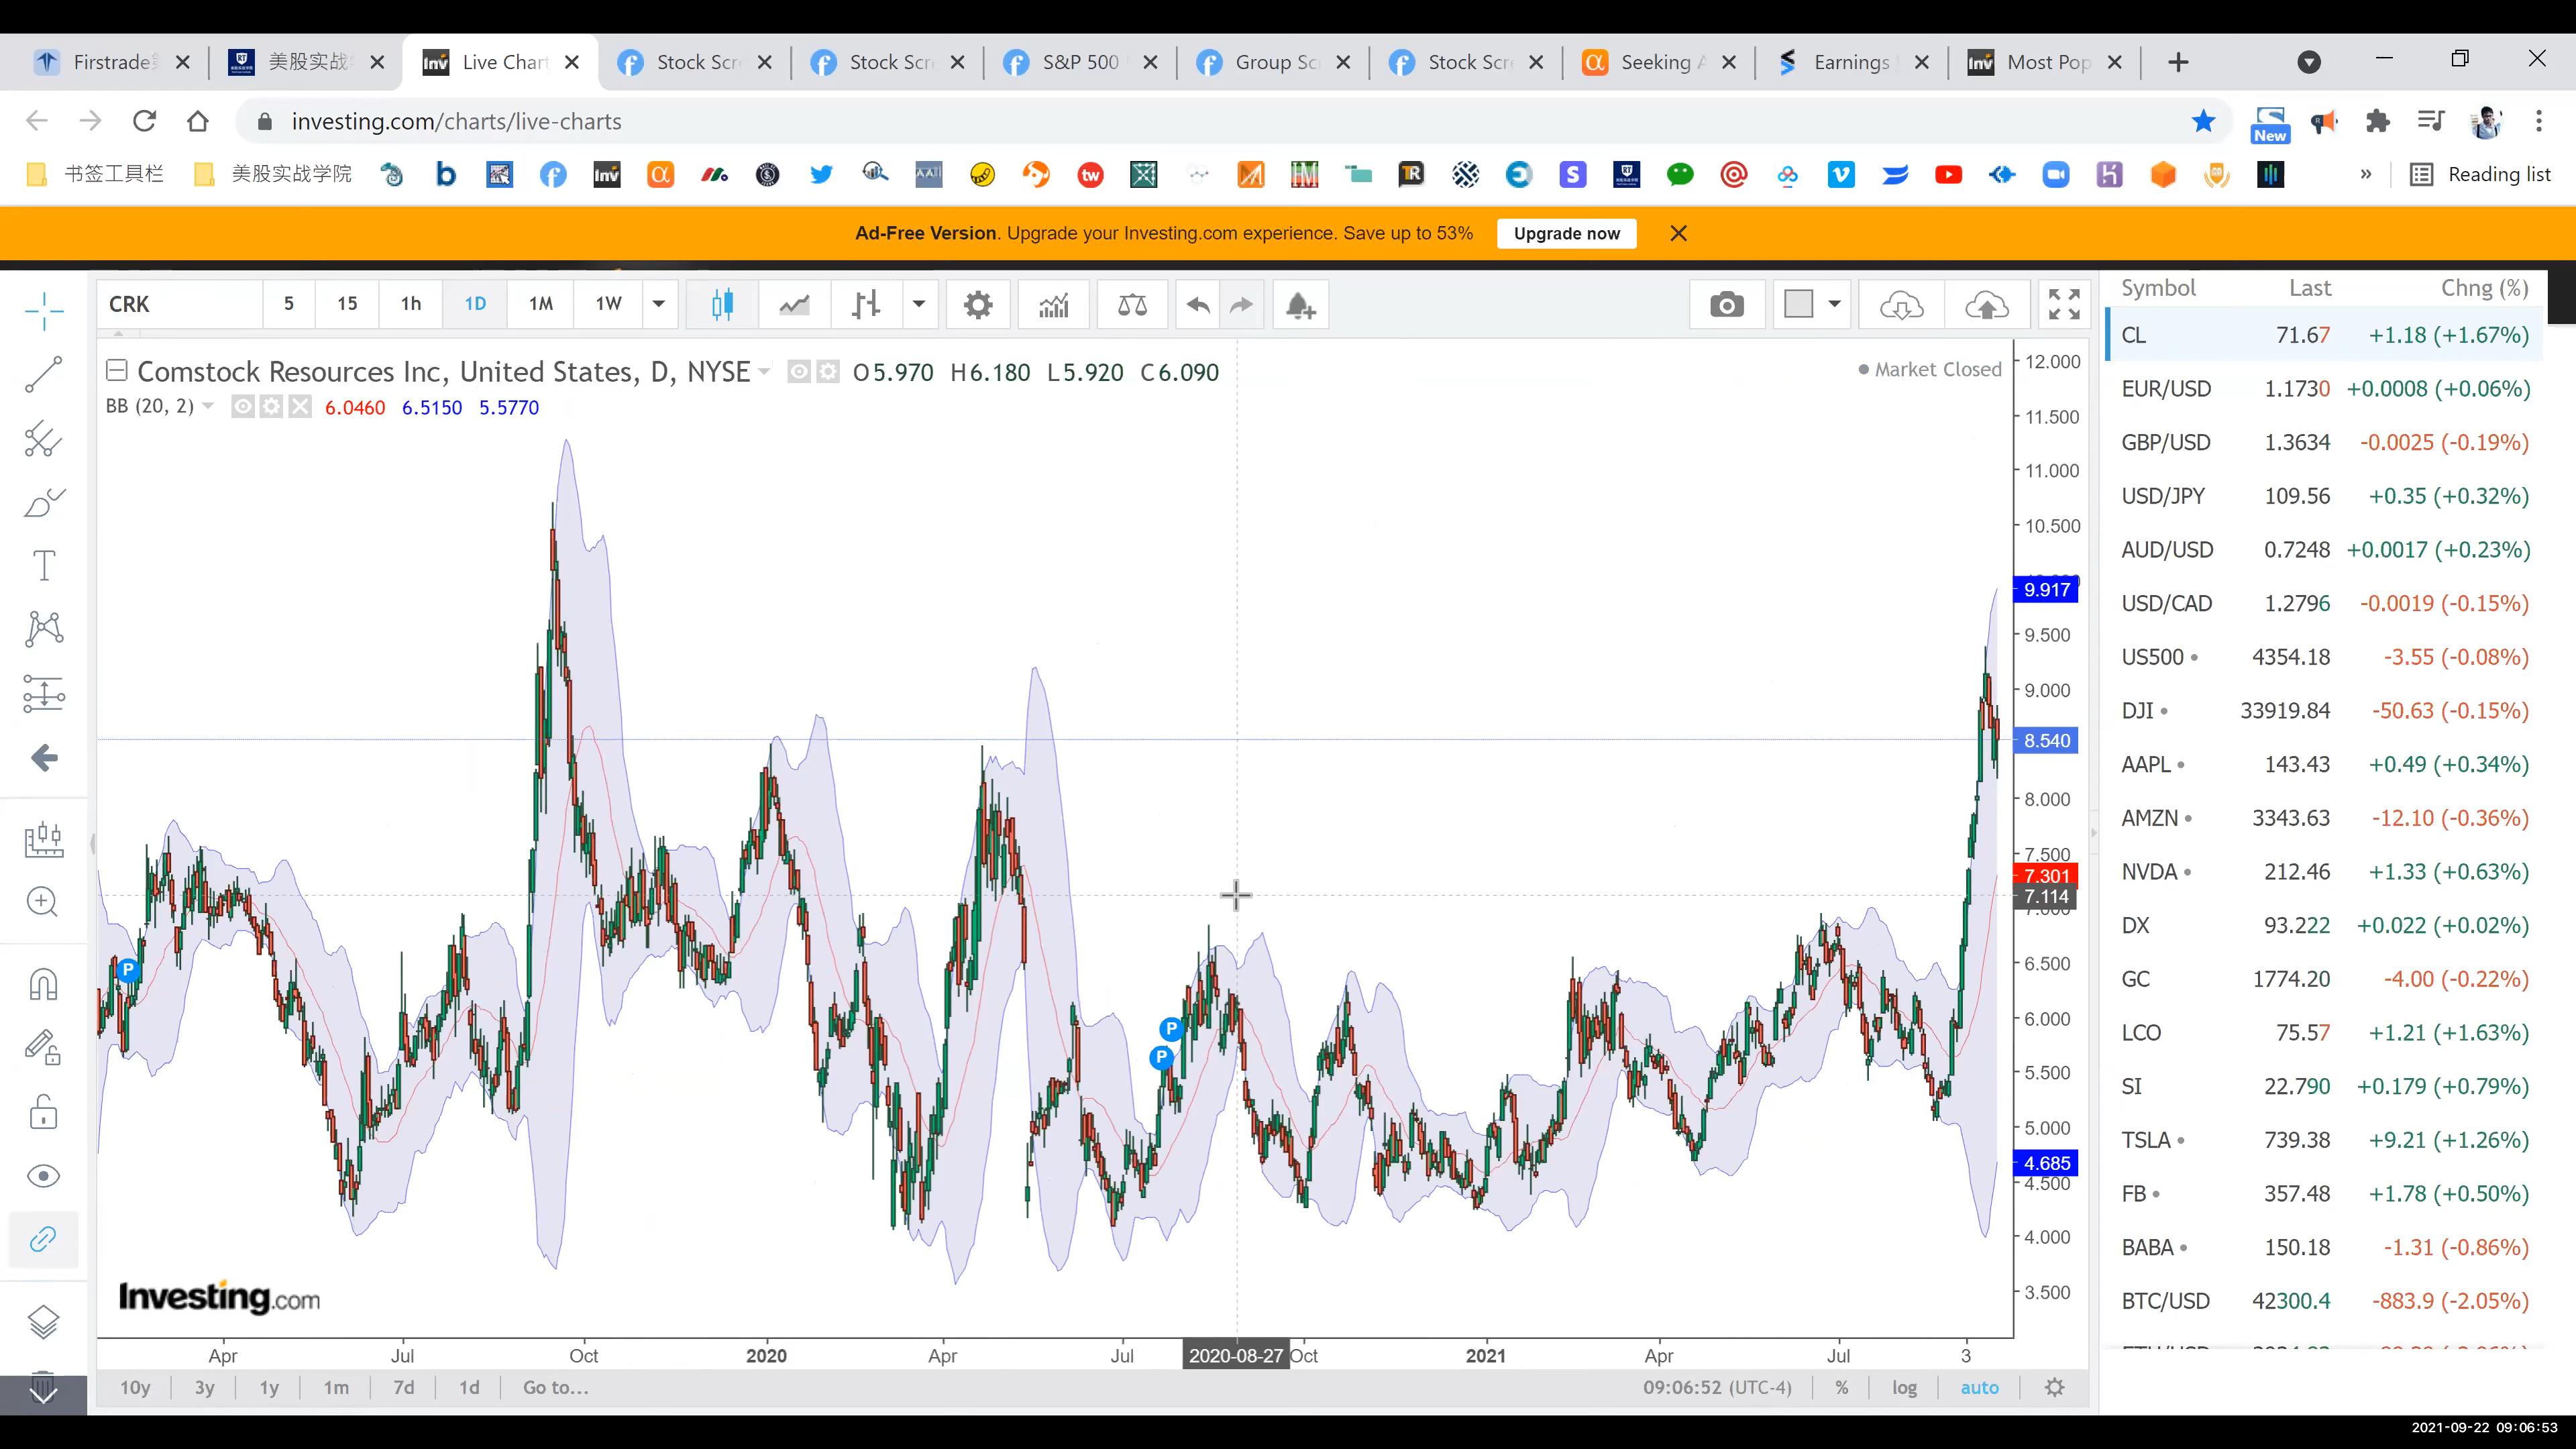 Firstrade
美股实战
Live Chart
Stock Scr
Stock Scr
S&P 500
Group Sc
Stock Scr
Seeking A
Earnings
Most Pop
investing.com/charts/live-charts
New
书签工具栏
美股实战学院
Reading list
Ad-Free Version. Upgrade your Investing.com experience. Save up to 53%
Upgrade now
CRK
5
15
1h
1D
1M
1W
Comstock Resources Inc, United States, D, NYSE
O5.970 H6.180 L5.920 C6.090
Market Closed
BB (20, 2)
6.0460 6.5150 5.5770
12.000
11.500
11.000
10.500
9.917
9.500
9.000
8.540
8.000
7.500
7.301
7.114
6.500
6.000
5.500
5.000
4.685
4.500
4.000
3.500
P
P
P
Investing.com
Apr
Jul
Oct
2020
Apr
Jul
2020-08-27
Oct
2021
Apr
Jul
3
10y
3y
1y
1m
7d
1d
Go to...
09:06:52 (UTC-4)
%
log
auto
Symbol Last Chng (%)
CL 71.67 +1.18 (+1.67%)
EUR/USD 1.1730 +0.0008 (+0.06%)
GBP/USD 1.3634 -0.0025 (-0.19%)
USD/JPY 109.56 +0.35 (+0.32%)
AUD/USD 0.7248 +0.0017 (+0.23%)
USD/CAD 1.2796 -0.0019 (-0.15%)
US500 4354.18 -3.55 (-0.08%)
DJI 33919.84 -50.63 (-0.15%)
AAPL 143.43 +0.49 (+0.34%)
AMZN 3343.63 -12.10 (-0.36%)
NVDA 212.46 +1.33 (+0.63%)
DX 93.222 +0.022 (+0.02%)
GC 1774.20 -4.00 (-0.22%)
LCO 75.57 +1.21 (+1.63%)
SI 22.790 +0.179 (+0.79%)
TSLA 739.38 +9.21 (+1.26%)
FB 357.48 +1.78 (+0.50%)
BABA 150.18 -1.31 (-0.86%)
BTC/USD 42300.4 -883.9 (-2.05%)
2021-09-22 09:06:53